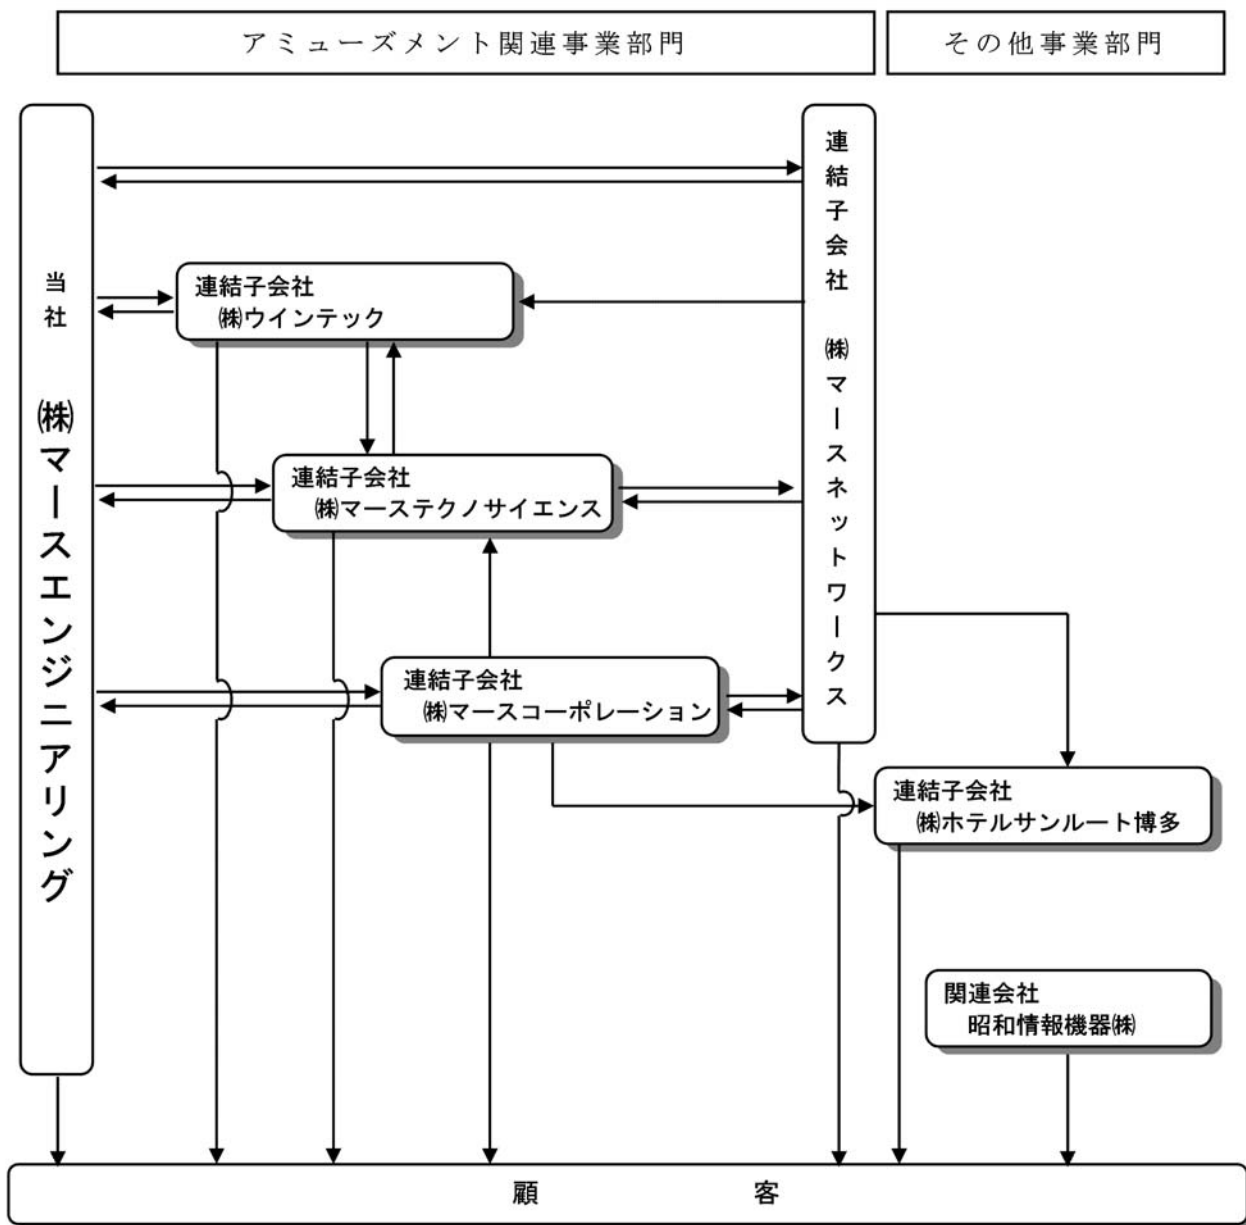 アミューズメント関連事業部門
その他事業部門
当社 ㈱マースエンジニアリング
連結子会社 ㈱マースネットワークス
連結子会社
㈱ウインテック
連結子会社
㈱マーステクノサイエンス
連結子会社
㈱マースコーポレーション
連結子会社
㈱ホテルサンルート博多
関連会社
昭和情報機器㈱
顧客